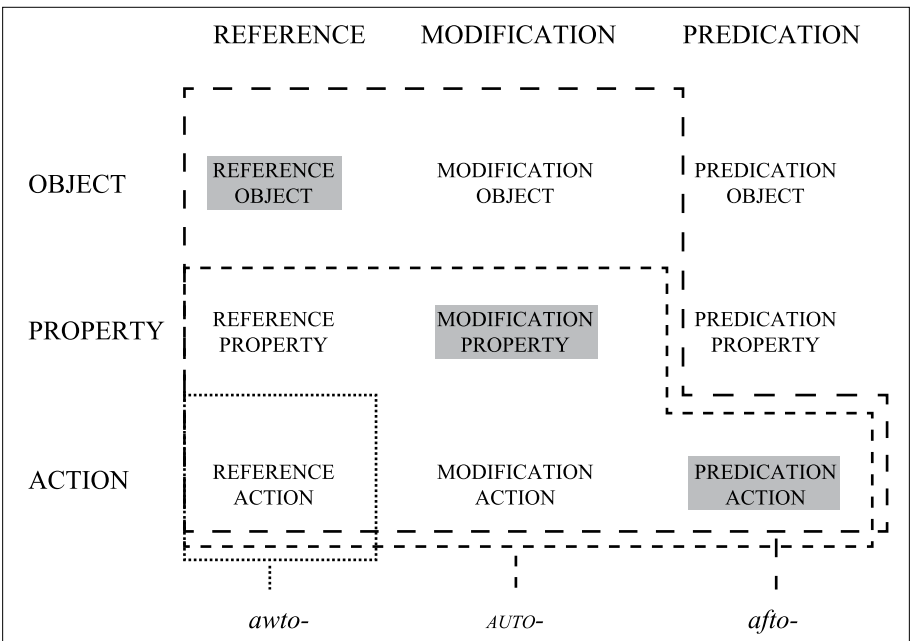 REFERENCE MODIFICATION PREDICATION
OBJECT REFERENCE MODIFICATION PREDICATION
OBJECT OBJECT OBJECT
PROPERTY REFERENCE MODIFICATION PREDICATION
PROPERTY PROPERTY PROPERTY
ACTION REFERENCE MODIFICATION PREDICATION
ACTION ACTION ACTION
awto- AUTO- afto-